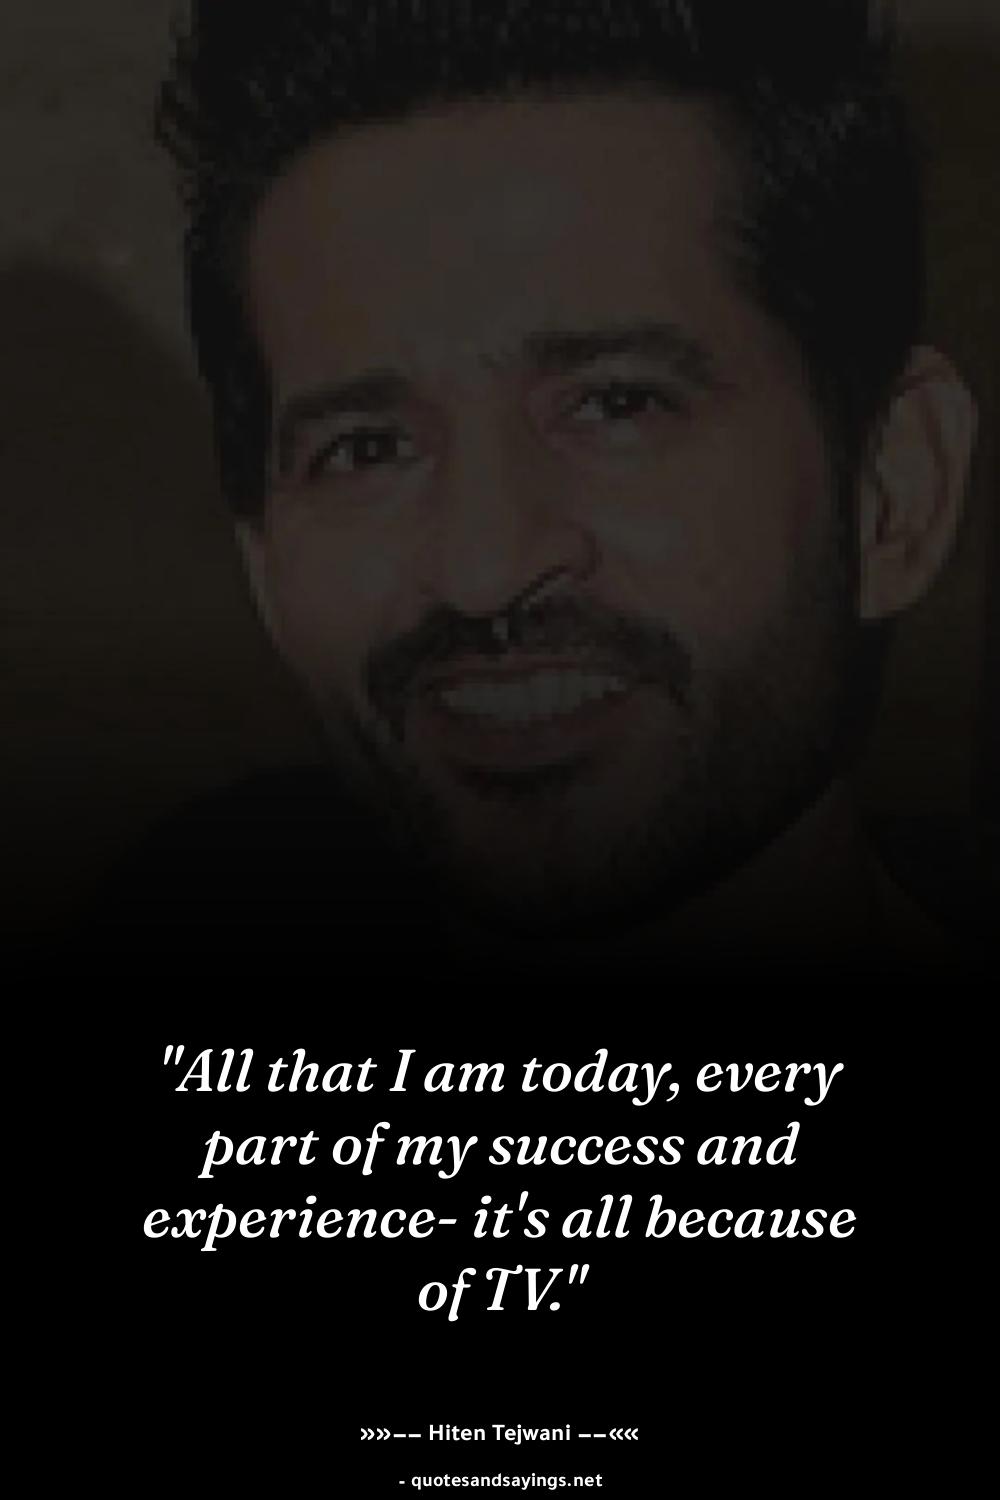 "All that I am today, every
part of my success and
experience- it's all because
of TV."
»»—— Hiten Tejwani ——««
- quotesandsayings.net